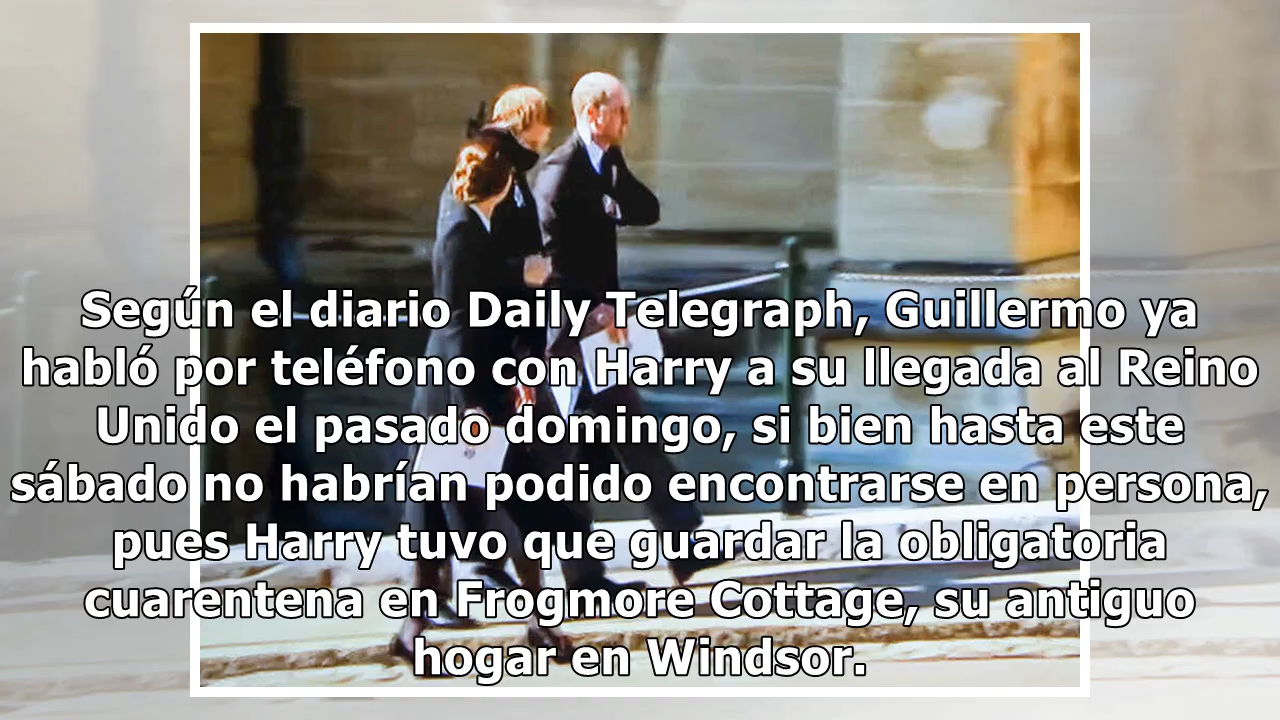 Según el diario Daily Telegraph, Guillermo ya
habló por teléfono con Harry a su llegada al Reino
Unido el pasado domingo, si bien hasta este
sábado no habrían podido encontrarse en persona,
pues Harry tuvo que guardar la obligatoria
cuarentena en Frogmore Cottage, su antiguo
hogar en Windsor.